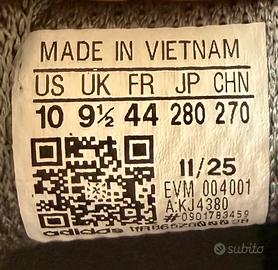 MADE IN VIETNAM
US UK FR JP CHN
10 9½ 44 280 270
11/25
EVM 004001
A:KJ4380
#0901783459
adidas
subito